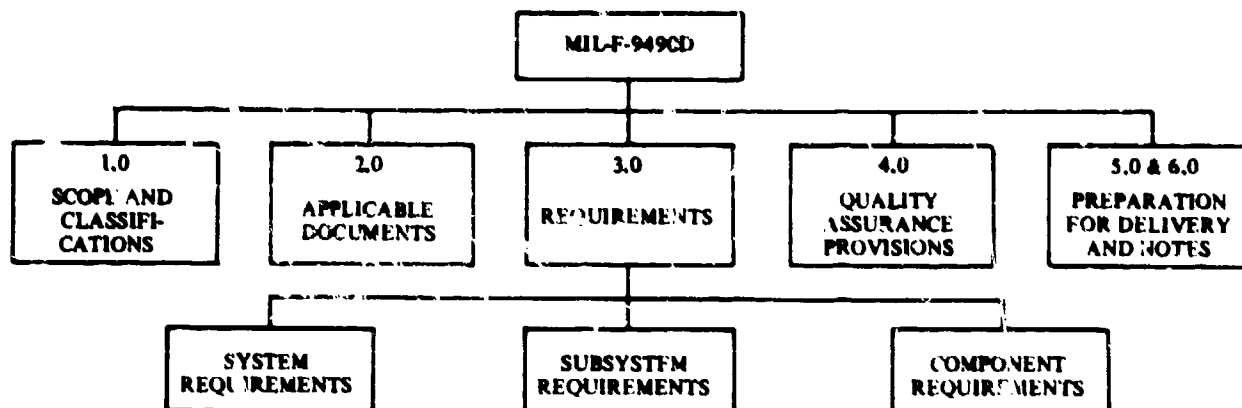 MIL-F-9490D
1.0
SCOPE AND
CLASSIFI-
CATIONS
2.0
APPLICABLE
DOCUMENTS
3.0
REQUIREMENTS
4.0
QUALITY
ASSURANCE
PROVISIONS
5.0 & 6.0
PREPARATION
FOR DELIVERY
AND NOTES
SYSTEM
REQUIREMENTS
SUBSYSTEM
REQUIREMENTS
COMPONENT
REQUIREMENTS